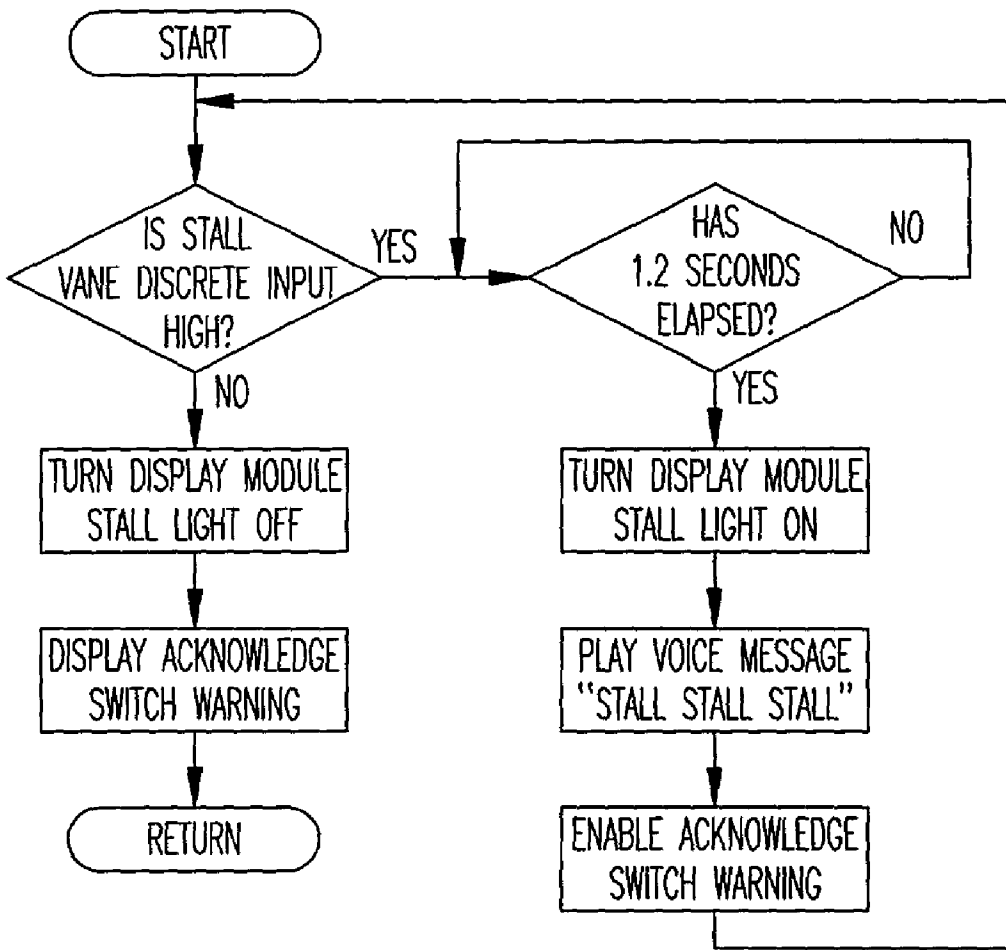 START
IS STALL
VANE DISCRETE INPUT
HIGH?
YES
HAS
1.2 SECONDS
ELAPSED?
NO
NO
YES
TURN DISPLAY MODULE
STALL LIGHT OFF
TURN DISPLAY MODULE
STALL LIGHT ON
DISPLAY ACKNOWLEDGE
SWITCH WARNING
PLAY VOICE MESSAGE
"STALL STALL STALL"
RETURN
ENABLE ACKNOWLEDGE
SWITCH WARNING